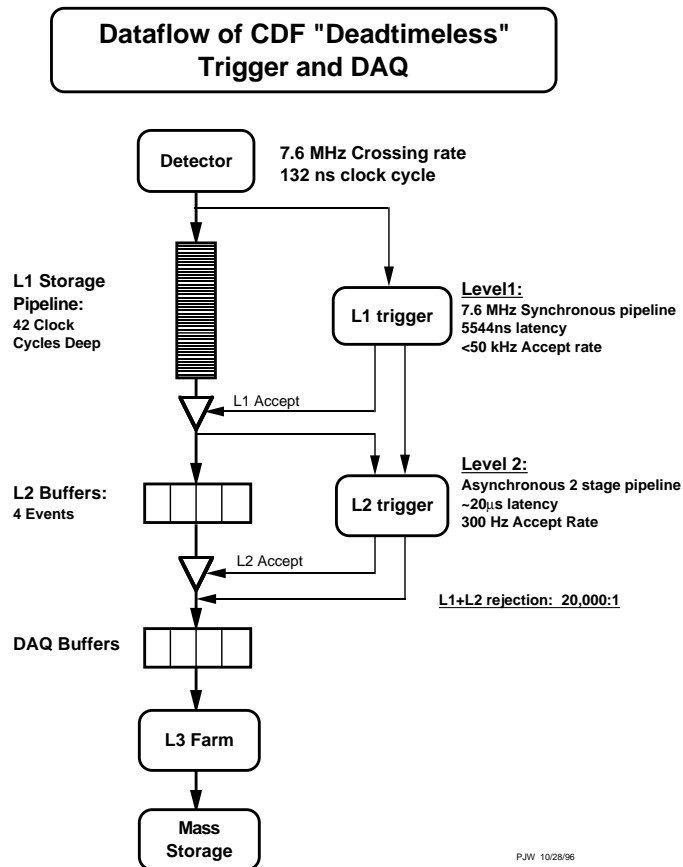 Dataflow of CDF "Deadtimeless"
Trigger and DAQ
Detector
7.6 MHz Crossing rate
132 ns clock cycle
L1 Storage
Pipeline:
42 Clock
Cycles Deep
L1 trigger
Level1:
7.6 MHz Synchronous pipeline
5544ns latency
<50 kHz Accept rate
L1 Accept
L2 Buffers:
4 Events
L2 trigger
Level 2:
Asynchronous 2 stage pipeline
~20μs latency
300 Hz Accept Rate
L2 Accept
L1+L2 rejection: 20,000:1
DAQ Buffers
L3 Farm
Mass
Storage
PJW 10/28/96